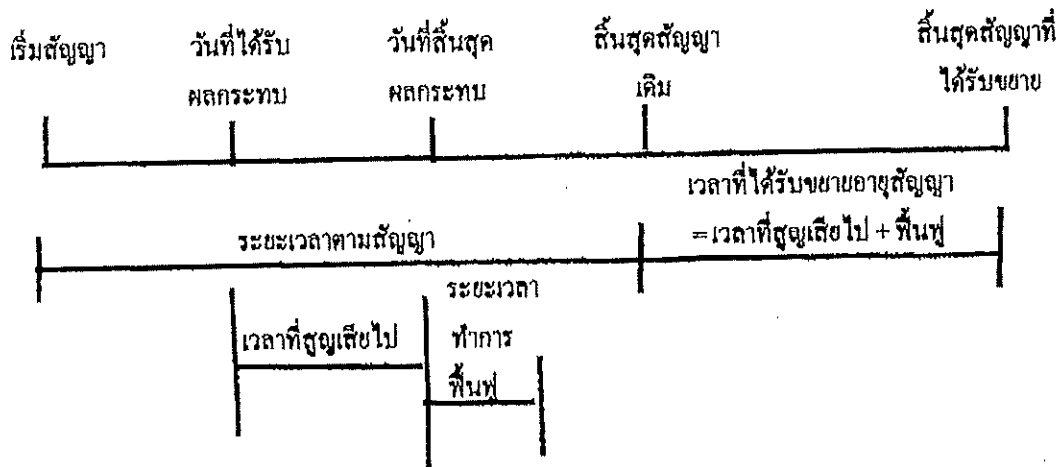 เริ่มสัญญา
วันที่ได้รับ
ผลกระทบ
วันที่สิ้นสุด
ผลกระทบ
สิ้นสุดสัญญา
เดิม
สิ้นสุดสัญญาที่
ได้รับขยาย
เวลาที่ได้รับขยายอายุสัญญา
=เวลาที่สูญเสียไป + ฟื้นฟู
ระยะเวลาตามสัญญา
เวลาที่สูญเสียไป
ระยะเวลา
ทำการ
ฟื้นฟู